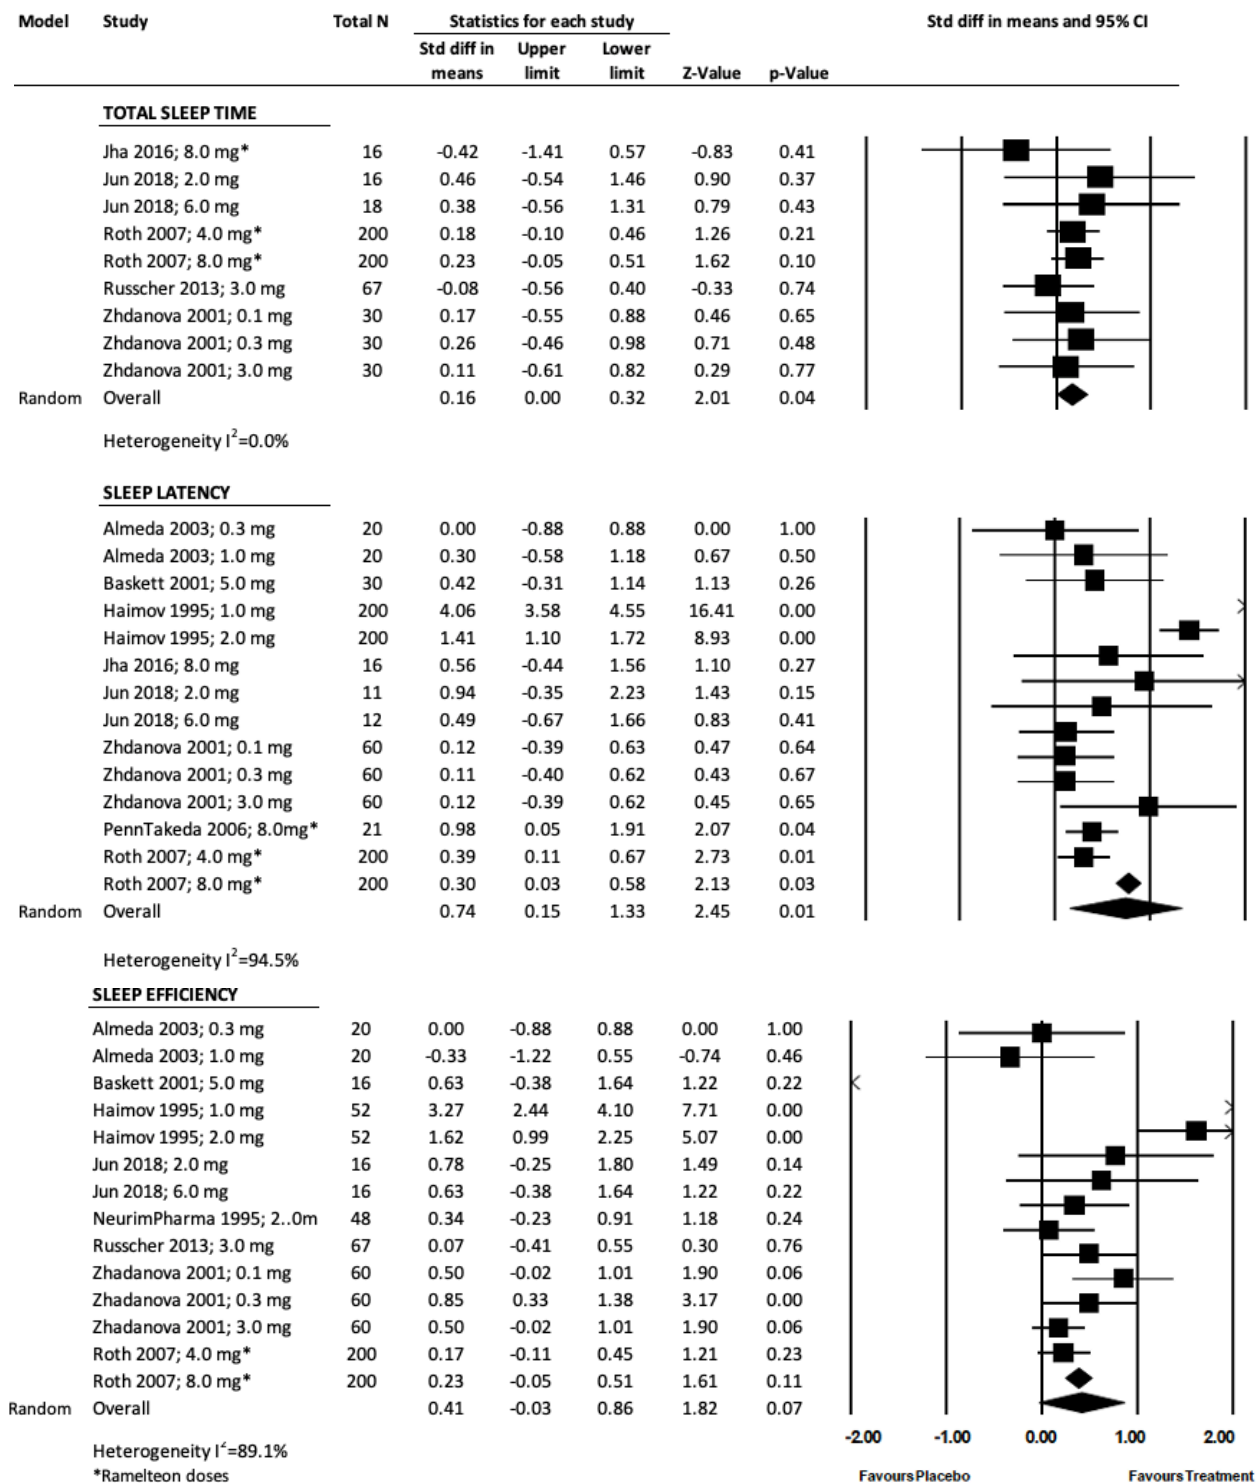 Model Study Total N Statistics for each study Std diff in means and 95% CI
Std diff in Upper Lower
means limit limit Z-Value p-Value
TOTAL SLEEP TIME
Jha 2016; 8.0 mg* 16 -0.42 -1.41 0.57 -0.83 0.41
Jun 2018; 2.0 mg 16 0.46 -0.54 1.46 0.90 0.37
Jun 2018; 6.0 mg 18 0.38 -0.56 1.31 0.79 0.43
Roth 2007; 4.0 mg* 200 0.18 -0.10 0.46 1.26 0.21
Roth 2007; 8.0 mg* 200 0.23 -0.05 0.51 1.62 0.10
Russcher 2013; 3.0 mg 67 -0.08 -0.56 0.40 -0.33 0.74
Zhdanova 2001; 0.1 mg 30 0.17 -0.55 0.88 0.46 0.65
Zhdanova 2001; 0.3 mg 30 0.26 -0.46 0.98 0.71 0.48
Zhdanova 2001; 3.0 mg 30 0.11 -0.61 0.82 0.29 0.77
Random Overall 0.16 0.00 0.32 2.01 0.04
Heterogeneity I²=0.0%
SLEEP LATENCY
Almeda 2003; 0.3 mg 20 0.00 -0.88 0.88 0.00 1.00
Almeda 2003; 1.0 mg 20 0.30 -0.58 1.18 0.67 0.50
Baskett 2001; 5.0 mg 30 0.42 -0.31 1.14 1.13 0.26
Haimov 1995; 1.0 mg 200 4.06 3.58 4.55 16.41 0.00
Haimov 1995; 2.0 mg 200 1.41 1.10 1.72 8.93 0.00
Jha 2016; 8.0 mg 16 0.56 -0.44 1.56 1.10 0.27
Jun 2018; 2.0 mg 11 0.94 -0.35 2.23 1.43 0.15
Jun 2018; 6.0 mg 12 0.49 -0.67 1.66 0.83 0.41
Zhdanova 2001; 0.1 mg 60 0.12 -0.39 0.63 0.47 0.64
Zhdanova 2001; 0.3 mg 60 0.11 -0.40 0.62 0.43 0.67
Zhdanova 2001; 3.0 mg 60 0.12 -0.39 0.62 0.45 0.65
PennTakeda 2006; 8.0mg* 21 0.98 0.05 1.91 2.07 0.04
Roth 2007; 4.0 mg* 200 0.39 0.11 0.67 2.73 0.01
Roth 2007; 8.0 mg* 200 0.30 0.03 0.58 2.13 0.03
Random Overall 0.74 0.15 1.33 2.45 0.01
Heterogeneity I²=94.5%
SLEEP EFFICIENCY
Almeda 2003; 0.3 mg 20 0.00 -0.88 0.88 0.00 1.00
Almeda 2003; 1.0 mg 20 -0.33 -1.22 0.55 -0.74 0.46
Baskett 2001; 5.0 mg 16 0.63 -0.38 1.64 1.22 0.22
Haimov 1995; 1.0 mg 52 3.27 2.44 4.10 7.71 0.00
Haimov 1995; 2.0 mg 52 1.62 0.99 2.25 5.07 0.00
Jun 2018; 2.0 mg 16 0.78 -0.25 1.80 1.49 0.14
Jun 2018; 6.0 mg 16 0.63 -0.38 1.64 1.22 0.22
NeurimPharma 1995; 2..0m 48 0.34 -0.23 0.91 1.18 0.24
Russcher 2013; 3.0 mg 67 0.07 -0.41 0.55 0.30 0.76
Zhadanova 2001; 0.1 mg 60 0.50 -0.02 1.01 1.90 0.06
Zhadanova 2001; 0.3 mg 60 0.85 0.33 1.38 3.17 0.00
Zhadanova 2001; 3.0 mg 60 0.50 -0.02 1.01 1.90 0.06
Roth 2007; 4.0 mg* 200 0.17 -0.11 0.45 1.21 0.23
Roth 2007; 8.0 mg* 200 0.23 -0.05 0.51 1.61 0.11
Random Overall 0.41 -0.03 0.86 1.82 0.07
-2.00 -1.00 0.00 1.00 2.00
Heterogeneity I²=89.1%
*Ramelteon doses Favours Placebo Favours Treatment